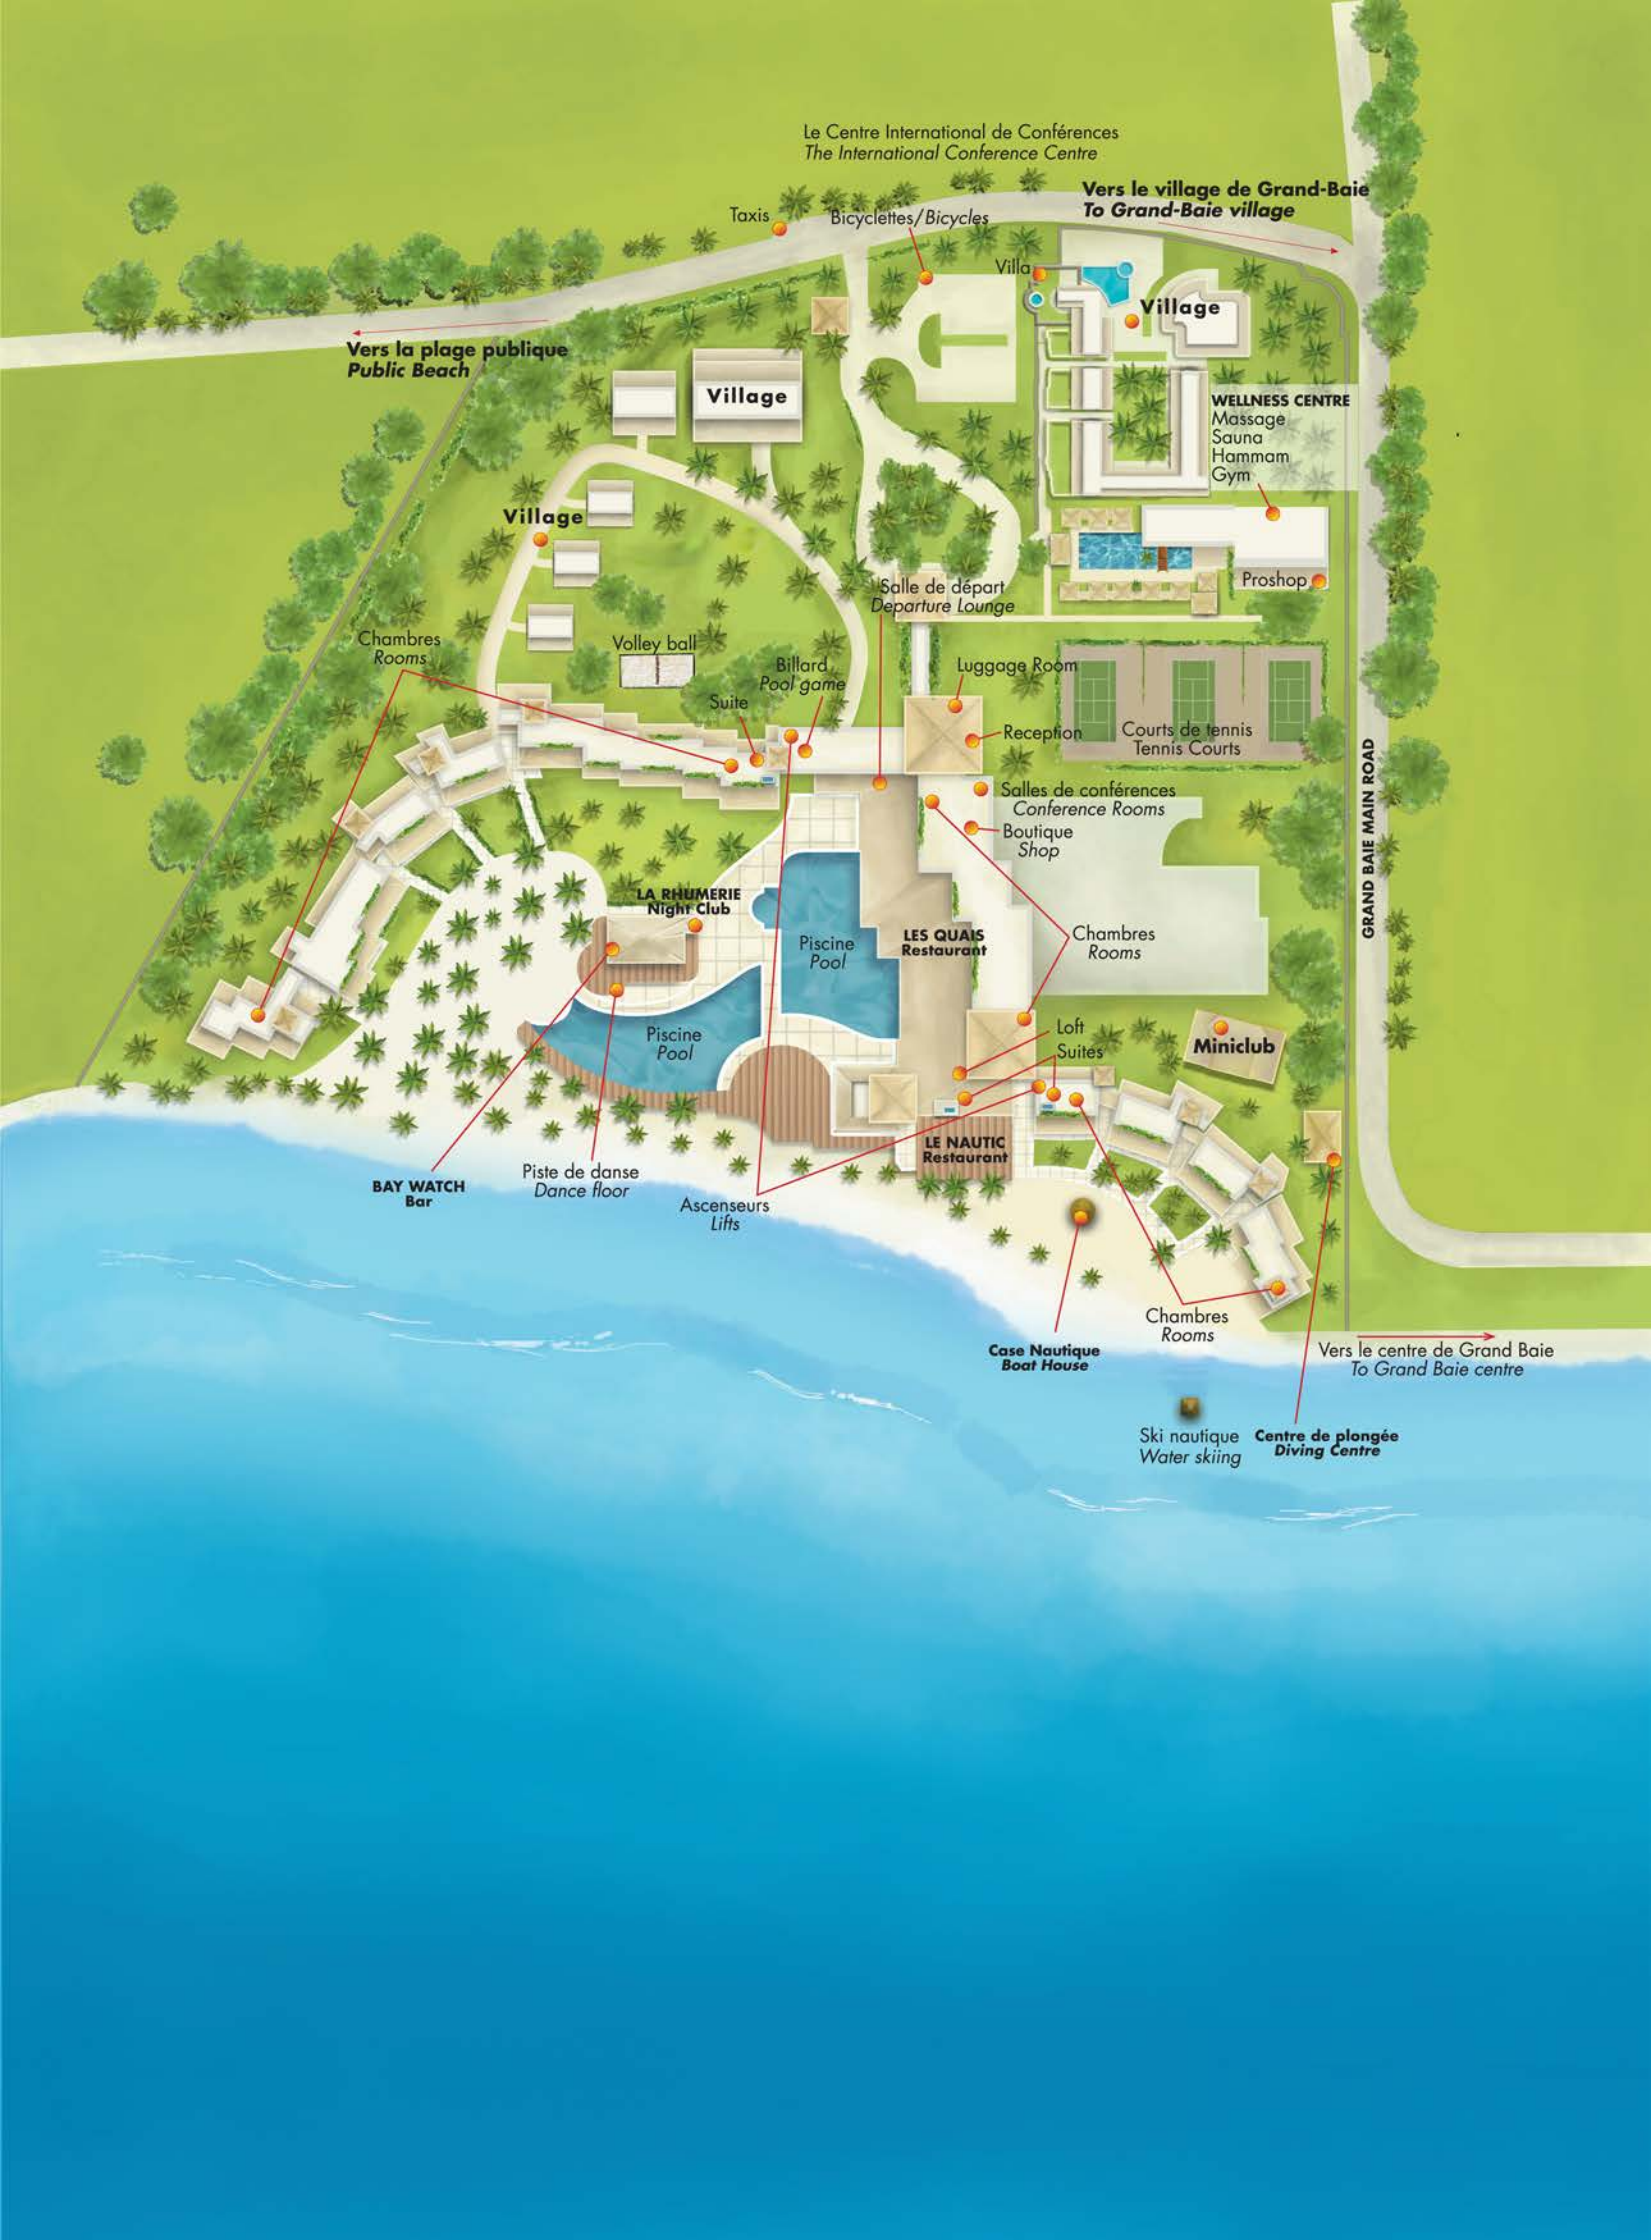 Le Centre International de Conférences
The International Conference Centre
Vers le village de Grand-Baie
To Grand-Baie village
Taxis
Bicyclettes/Bicycles
Villa
Village
Vers la plage publique
Public Beach
Village
WELLNESS CENTRE
Massage
Sauna
Hammam
Gym
Village
Proshop
Salle de départ
Departure Lounge
Chambres
Rooms
Volley ball
Billard
Pool game
Luggage Room
Suite
Reception
Courts de tennis
Tennis Courts
GRAND BAIE MAIN ROAD
Salles de conférences
Conference Rooms
Boutique
Shop
LA RHUMERIE
Night Club
Piscine
Pool
LES QUAIS
Restaurant
Chambres
Rooms
Piscine
Pool
Loft
Suites
Miniclub
LE NAUTIC
Restaurant
BAY WATCH
Bar
Piste de danse
Dance floor
Ascenseurs
Lifts
Chambres
Rooms
Case Nautique
Boat House
Vers le centre de Grand Baie
To Grand Baie centre
Ski nautique
Water skiing
Centre de plongée
Diving Centre